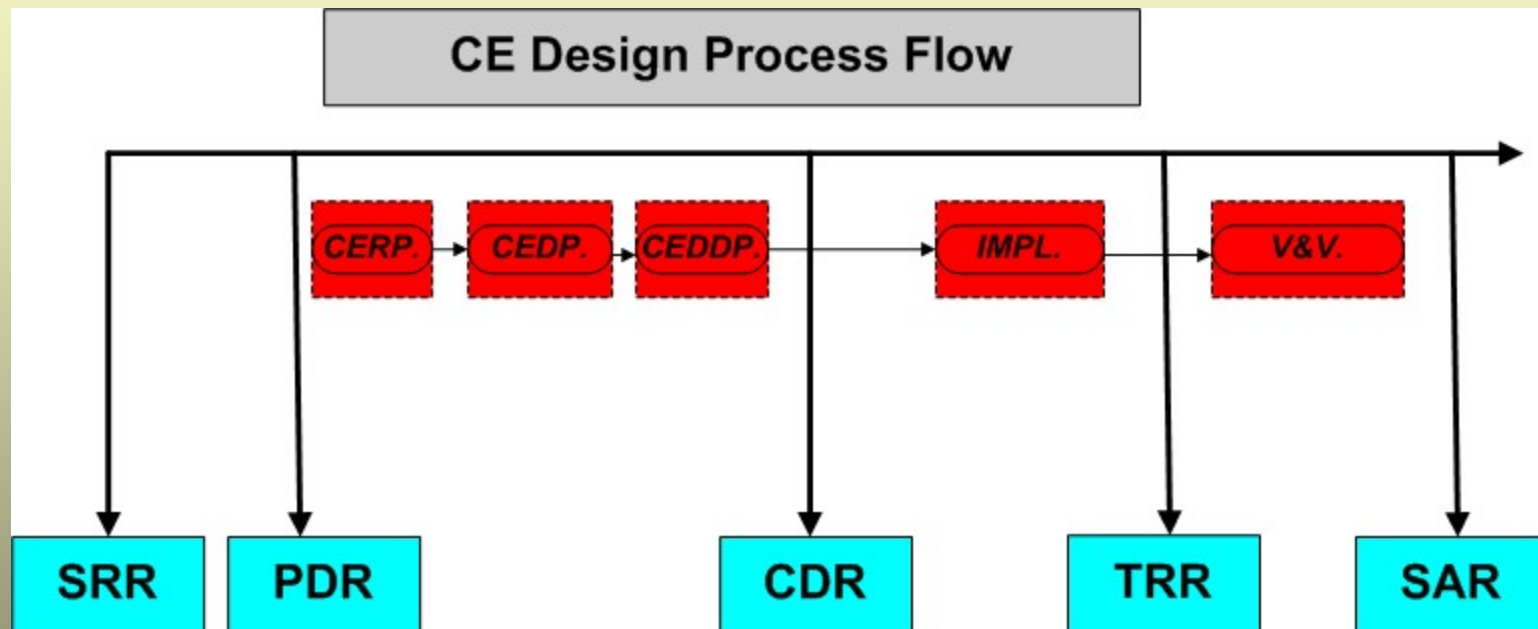 CE Design Process Flow
CERP.
CEDP.
CEDDP.
IMPL.
V&V.
SRR
PDR
CDR
TRR
SAR